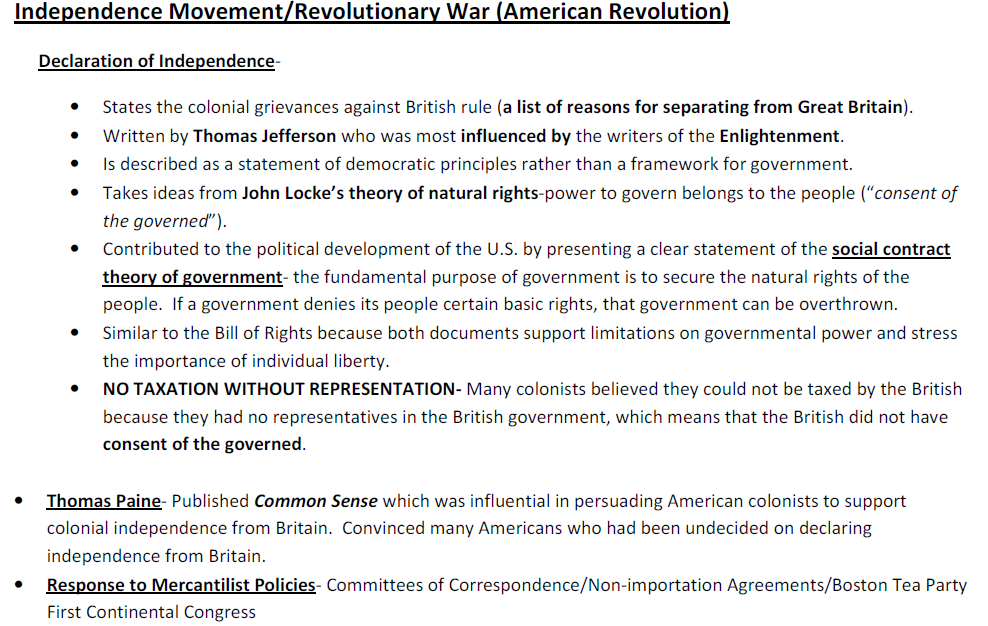 Independence Movement/Revolutionary War (American Revolution)
Declaration of Independence-
• States the colonial grievances against British rule (a list of reasons for separating from Great Britain).
• Written by Thomas Jefferson who was most influenced by the writers of the Enlightenment.
• Is described as a statement of democratic principles rather than a framework for government.
• Takes ideas from John Locke's theory of natural rights-power to govern belongs to the people ("consent of
the governed").
• Contributed to the political development of the U.S. by presenting a clear statement of the social contract
theory of government- the fundamental purpose of government is to secure the natural rights of the
people.  If a government denies its people certain basic rights, that government can be overthrown.
• Similar to the Bill of Rights because both documents support limitations on governmental power and stress
the importance of individual liberty.
• NO TAXATION WITHOUT REPRESENTATION- Many colonists believed they could not be taxed by the British
because they had no representatives in the British government, which means that the British did not have
consent of the governed.
• Thomas Paine- Published Common Sense which was influential in persuading American colonists to support
colonial independence from Britain.  Convinced many Americans who had been undecided on declaring
independence from Britain.
• Response to Mercantilist Policies- Committees of Correspondence/Non-importation Agreements/Boston Tea Party
First Continental Congress